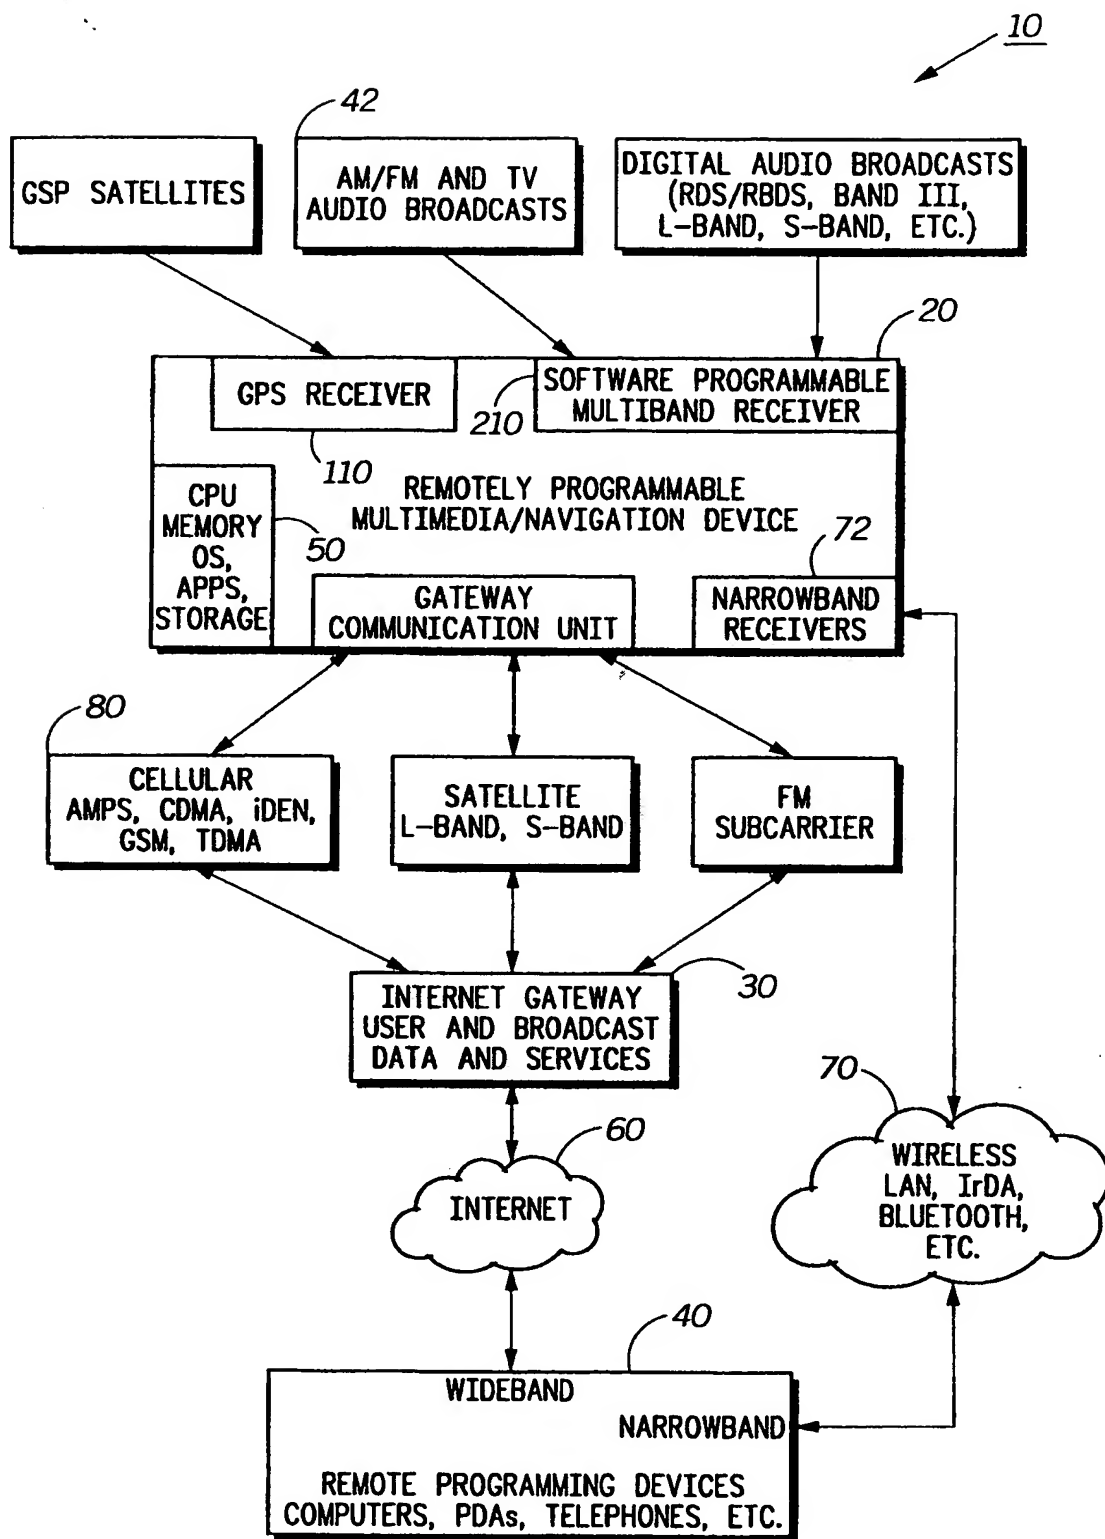 10
42
GSP SATELLITES
AM/FM AND TV
AUDIO BROADCASTS
DIGITAL AUDIO BROADCASTS
(RDS/RBDS, BAND III,
L-BAND, S-BAND, ETC.)
20
GPS RECEIVER
110
SOFTWARE PROGRAMMABLE
MULTIBAND RECEIVER
210
REMOTELY PROGRAMMABLE
MULTIMEDIA/NAVIGATION DEVICE
CPU
MEMORY
OS,
APPS,
STORAGE
50
GATEWAY
COMMUNICATION UNIT
72
NARROWBAND
RECEIVERS
80
CELLULAR
AMPS, CDMA, iDEN,
GSM, TDMA
SATELLITE
L-BAND, S-BAND
FM
SUBCARRIER
30
INTERNET GATEWAY
USER AND BROADCAST
DATA AND SERVICES
60
INTERNET
70
WIRELESS
LAN, IrDA,
BLUETOOTH,
ETC.
40
WIDEBAND
NARROWBAND
REMOTE PROGRAMMING DEVICES
COMPUTERS, PDAs, TELEPHONES, ETC.